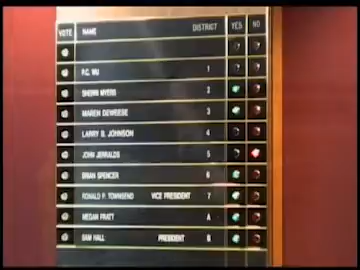 VOTE NAME DISTRICT YES NO
P.C. WU 1
SHERRI MYERS 2
MAREN DEWEESE 3
LARRY B. JOHNSON 4
JOHN JERRALDS 5
BRIAN SPENCER 6
RONALD P. TOWNSEND VICE PRESIDENT 7
MEGAN PRATT A
SAM HALL PRESIDENT B